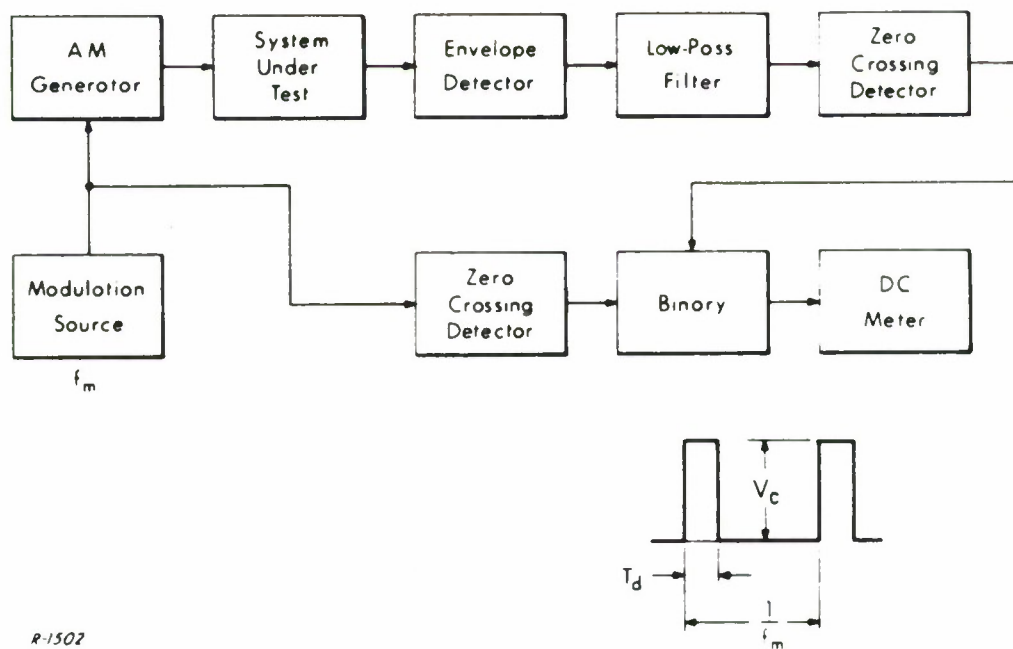 AM
Generator
System
Under
Test
Envelope
Detector
Low-Pass
Filter
Zero
Crossing
Detector
Modulation
Source
f_m
Zero
Crossing
Detector
Binary
DC
Meter
V_c
T_d
1
f_m
R-1502